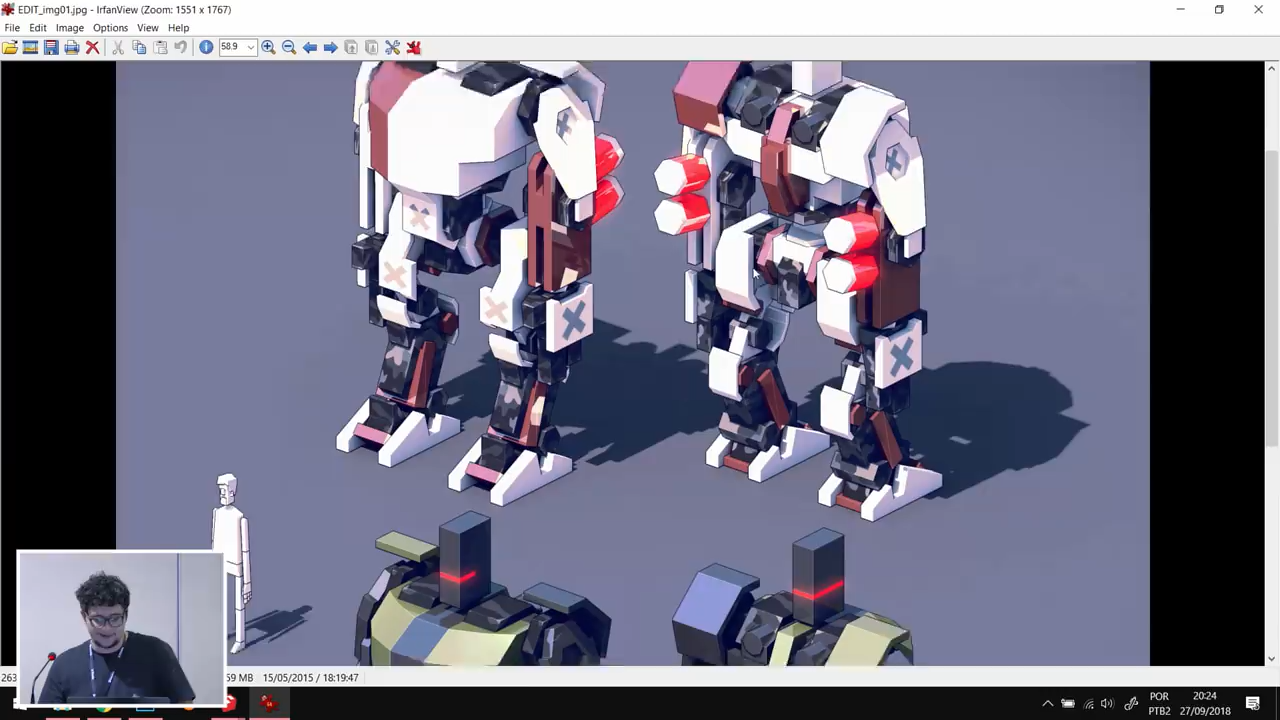 EDIT_img01.jpg - IrfanView (Zoom: 1551 x 1767)
File Edit Image Options View Help
58.9
263
59 MB 15/05/2015 / 18:19:47
POR
PTB2
20:24
27/09/2018